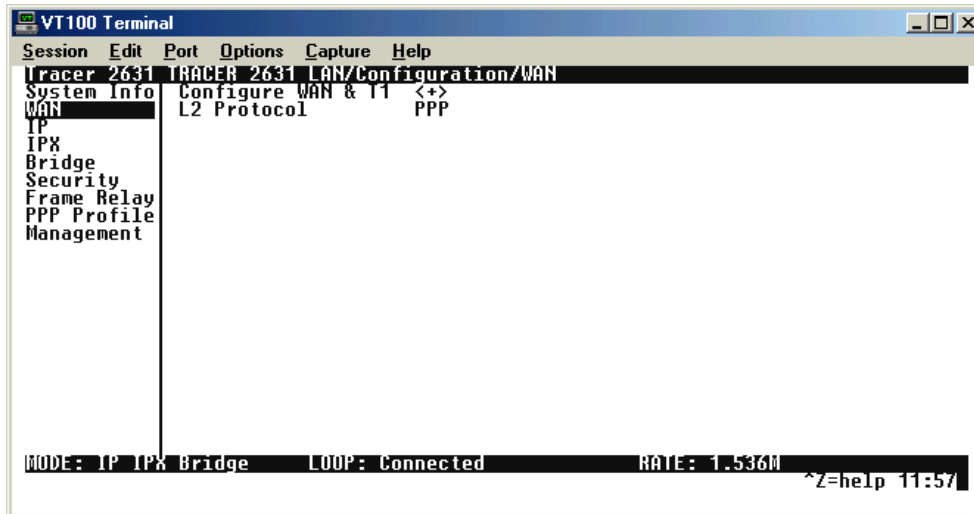 VT100 Terminal
Session Edit Port Options Capture Help
Tracer 2631 TRACER 2631 LAN/Configuration/WAN
System Info Configure WAN & T1 <+>
WAN L2 Protocol PPP
IP
IPX
Bridge
Security
Frame Relay
PPP Profile
Management
MODE: IP IPX Bridge LOOP: Connected RATE: 1.536M
^Z=help 11:57